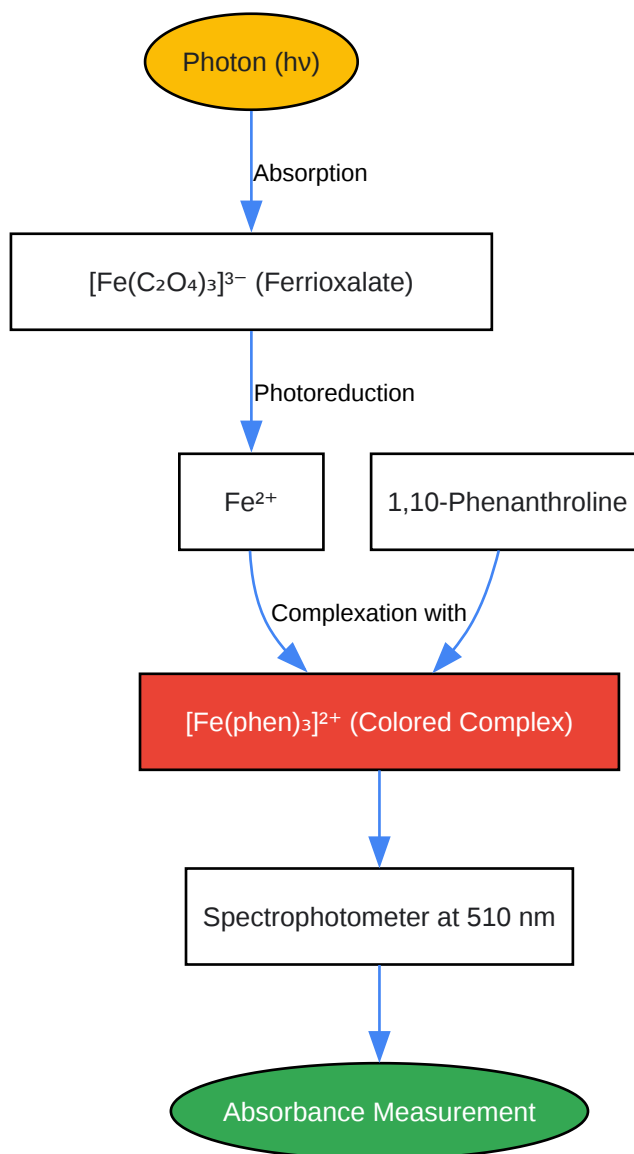 Photon (hν)
Absorption
[Fe(C₂O₄)₃]³⁻ (Ferrioxalate)
Photoreduction
Fe²⁺
1,10-Phenanthroline
Complexation with
[Fe(phen)₃]²⁺ (Colored Complex)
Spectrophotometer at 510 nm
Absorbance Measurement